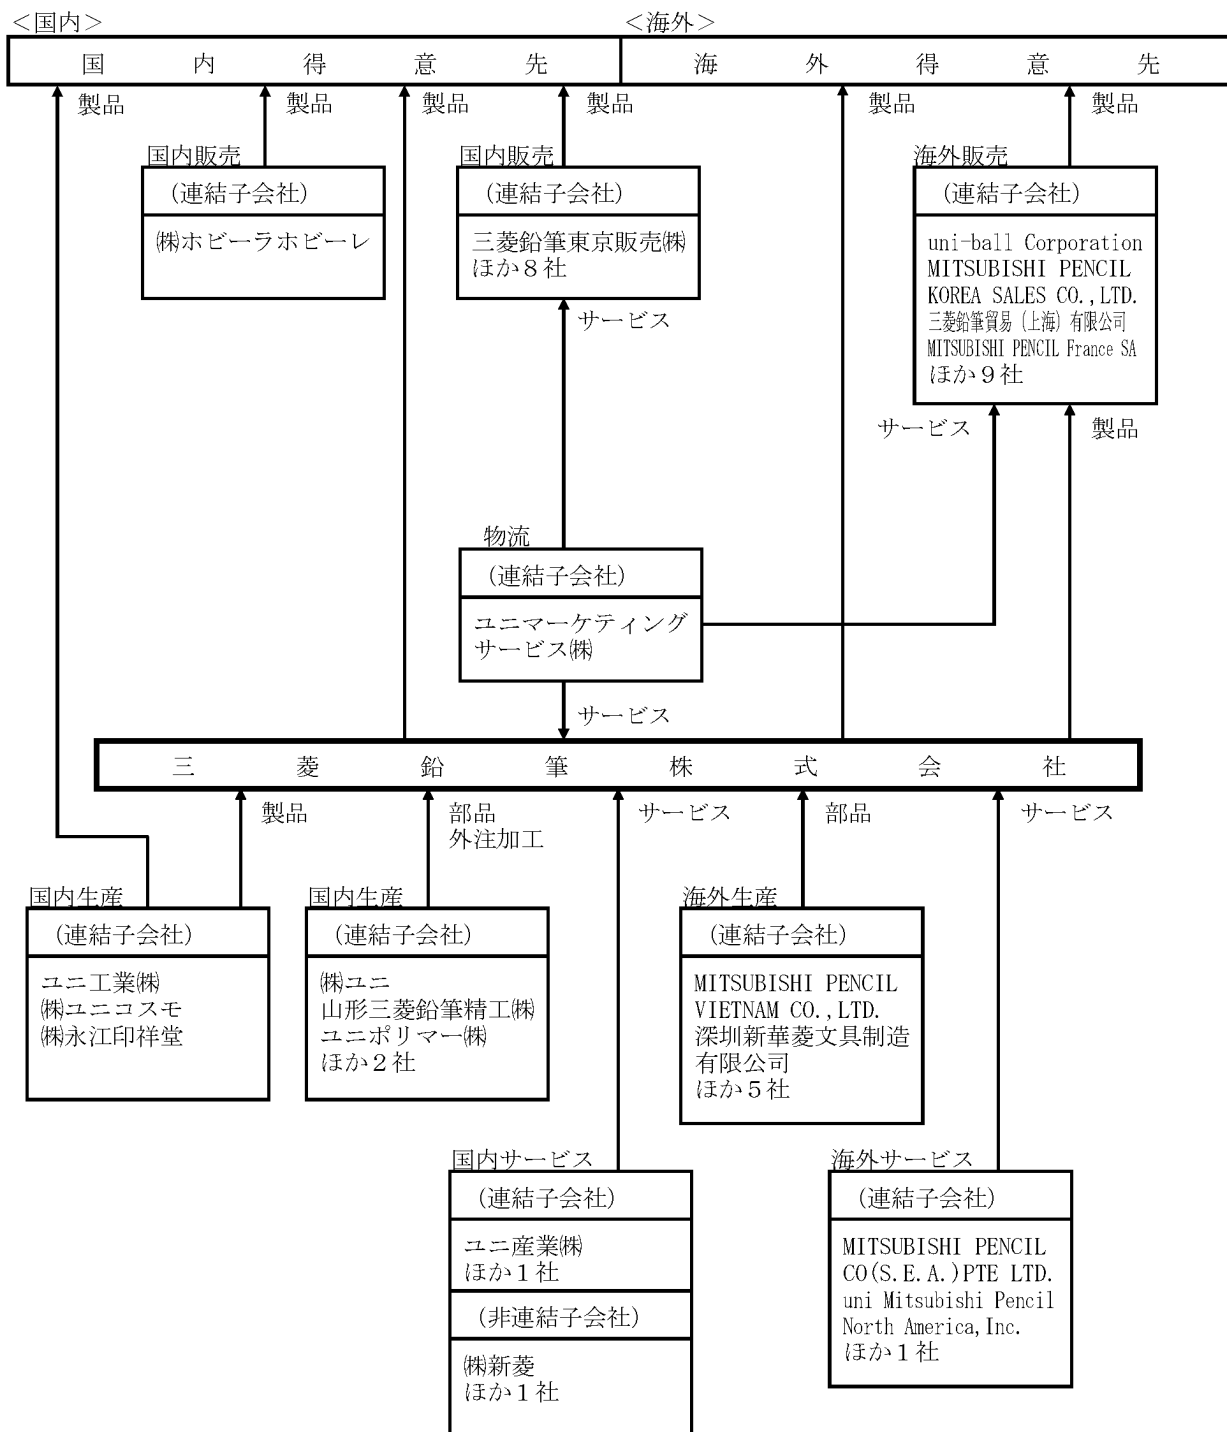 ＜国内＞
＜海外＞
国内得意先
海外得意先
製品
製品
製品
製品
製品
製品
国内販売
(連結子会社)
㈱ホビーラホビーレ
国内販売
(連結子会社)
三菱鉛筆東京販売㈱
ほか８社
海外販売
(連結子会社)
uni-ball Corporation
MITSUBISHI PENCIL
KOREA SALES CO.,LTD.
三菱鉛筆貿易（上海）有限公司
MITSUBISHI PENCIL France SA
ほか９社
サービス
サービス
製品
物流
(連結子会社)
ユニマーケティング
サービス㈱
サービス
三菱鉛筆株式会社
製品
部品
外注加工
サービス
部品
サービス
国内生産
(連結子会社)
ユニ工業㈱
㈱ユニコスモ
㈱永江印祥堂
国内生産
(連結子会社)
㈱ユニ
山形三菱鉛筆精工㈱
ユニポリマー㈱
ほか２社
海外生産
(連結子会社)
MITSUBISHI PENCIL
VIETNAM CO.,LTD.
深圳新華菱文具制造
有限公司
ほか５社
国内サービス
(連結子会社)
ユニ産業㈱
ほか１社
(非連結子会社)
㈱新菱
ほか１社
海外サービス
(連結子会社)
MITSUBISHI PENCIL
CO(S.E.A.)PTE LTD.
uni Mitsubishi Pencil
North America,Inc.
ほか１社